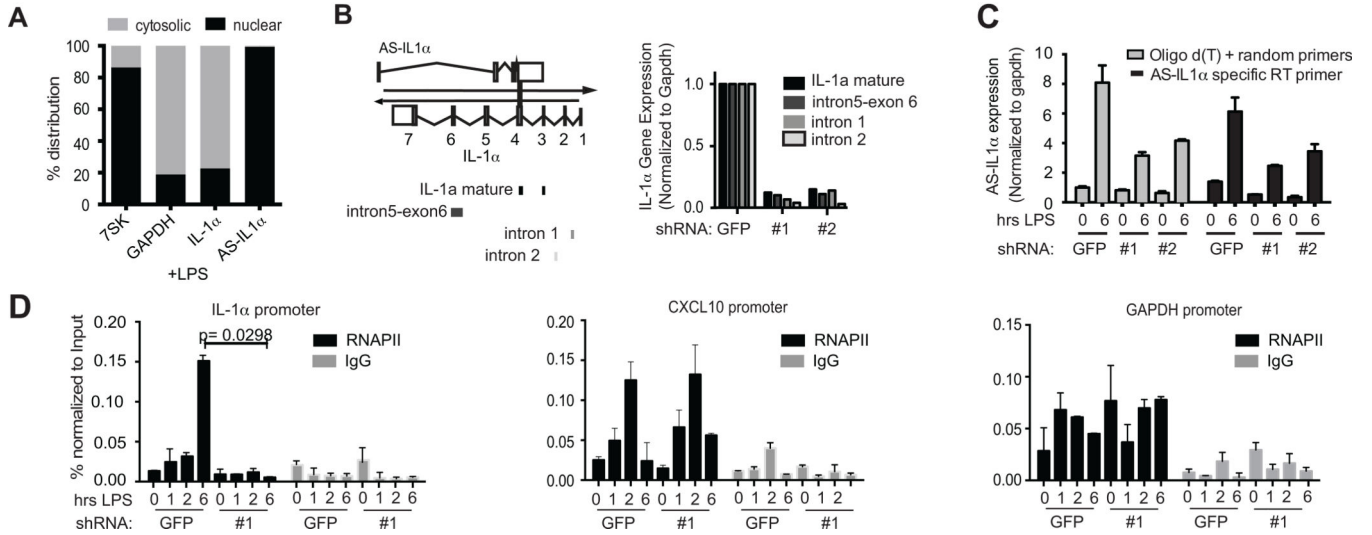 A
cytosolic nuclear
% distribution
100
80
60
40
20
0
7SK
GAPDH
IL-1α
AS-IL1α
+LPS
B
AS-IL1α
7 6 5 4 3 2 1
IL-1α
IL-1a mature
intron5-exon6
intron 1
intron 2
IL-1α Gene Expression
(Normalized to Gapdh)
1.0
0.5
0.0
IL-1a mature
intron5-exon 6
intron 1
intron 2
shRNA: GFP #1 #2
C
AS-IL1α expression
(Normalized to gapdh)
10
8
6
4
2
0
Oligo d(T) + random primers
AS-IL1α specific RT primer
hrs LPS 0 6 0 6 0 6 0 6 0 6 0 6
shRNA: GFP #1 #2 GFP #1 #2
D
IL-1α promoter
% normalized to Input
0.20
0.15
0.10
0.05
0.00
p= 0.0298
RNAPII
IgG
hrs LPS 0 1 2 6 0 1 2 6 0 1 2 6 0 1 2 6
shRNA: GFP #1 GFP #1
CXCL10 promoter
0.20
0.15
0.10
0.05
0.00
RNAPII
IgG
0 1 2 6 0 1 2 6 0 1 2 6 0 1 2
GFP #1 GFP #1
GAPDH promoter
0.15
0.10
0.05
0.00
RNAPII
IgG
0 1 2 6 0 1 2 6 0 1 2 6 0 1 2 6
GFP #1 GFP #1